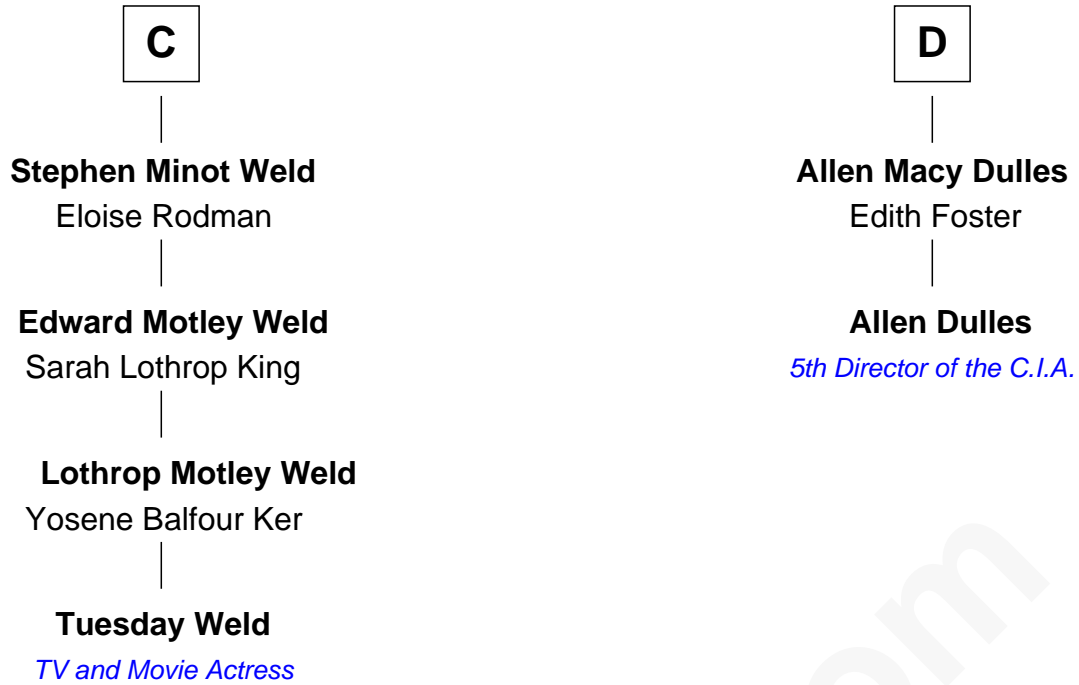 C
Stephen Minot Weld
Eloise Rodman
Edward Motley Weld
Sarah Lothrop King
Lothrop Motley Weld
Yosene Balfour Ker
Tuesday Weld
TV and Movie Actress
D
Allen Macy Dulles
Edith Foster
Allen Dulles
5th Director of the C.I.A.
om